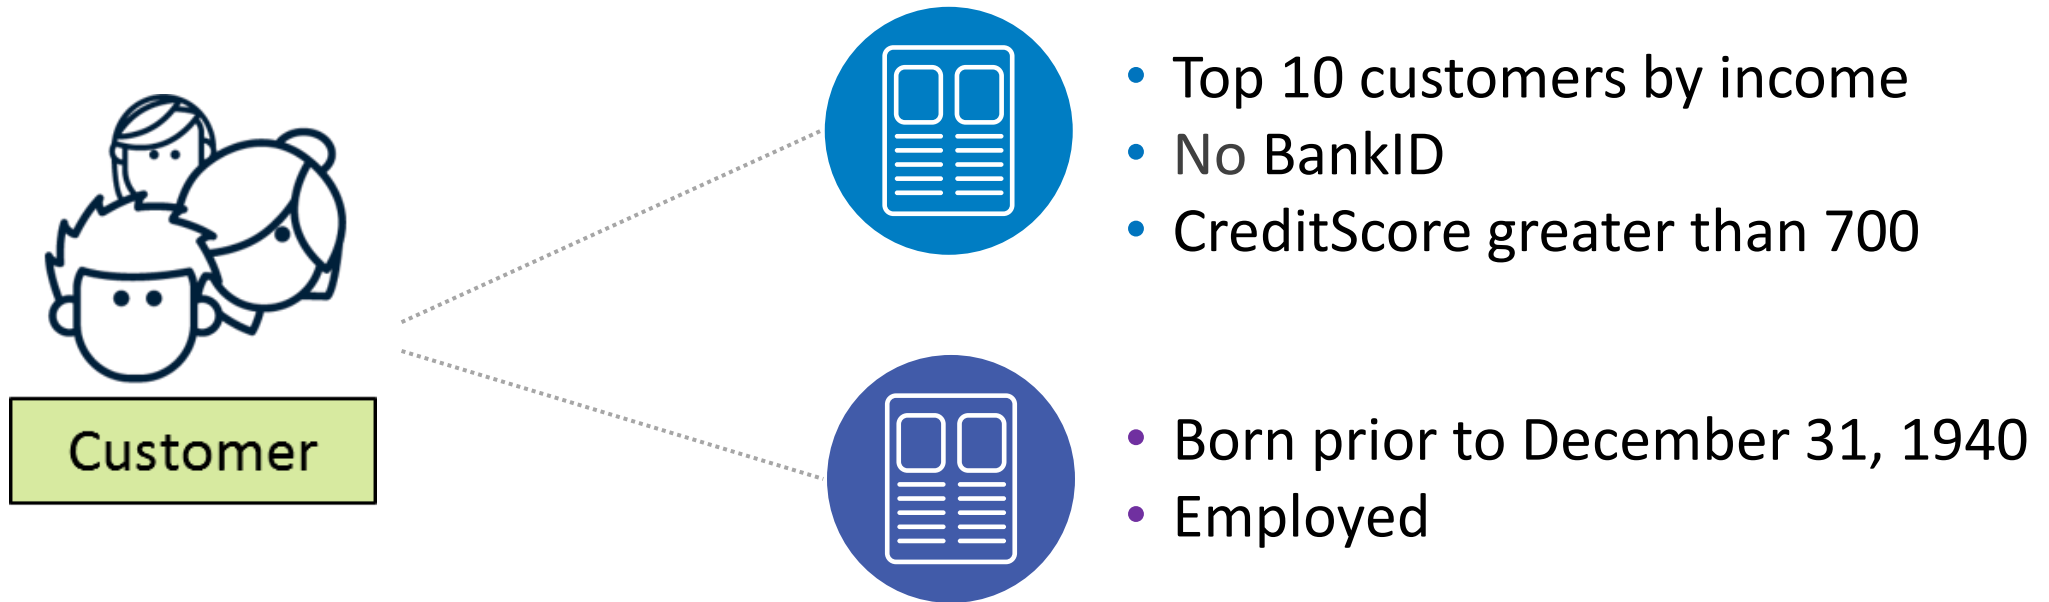 Customer
• Top 10 customers by income
• No BankID
• CreditScore greater than 700
• Born prior to December 31, 1940
• Employed